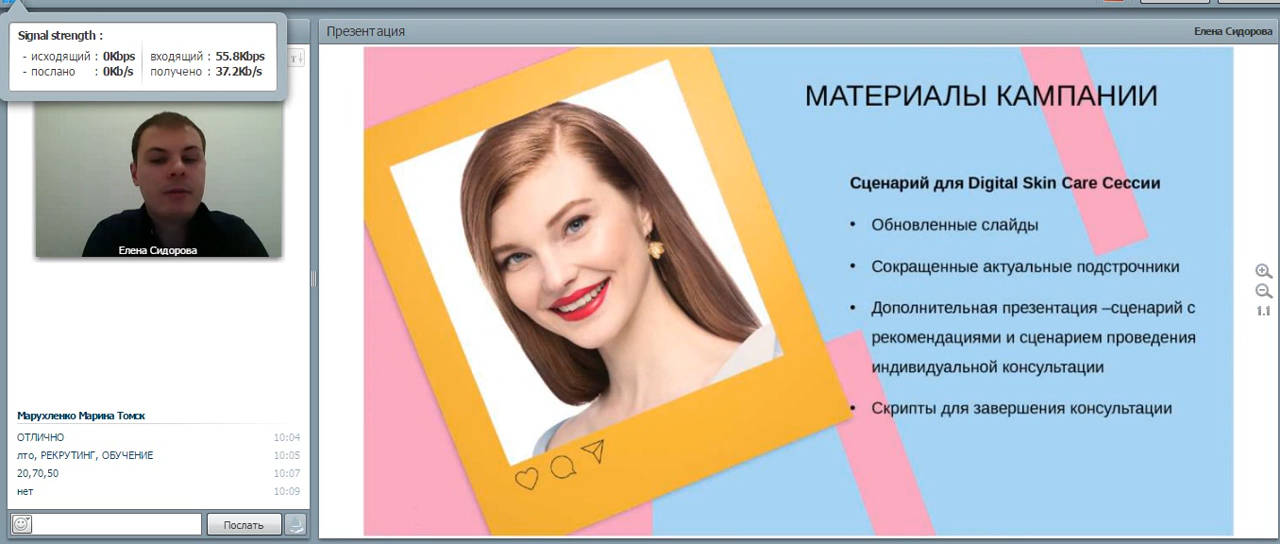 Signal strength :
- исходящий : 0Kbps входящий : 55.8Kbps
- послано : 0Kb/s получено : 37.2Kb/s
Елена Сидорова
Марухленко Марина Томск
ОТЛИЧНО 10:04
лто, РЕКРУТИНГ, ОБУЧЕНИЕ 10:05
20,70,50 10:07
нет 10:09
Послать
Презентация Елена Сидорова
МАТЕРИАЛЫ КАМПАНИИ
Сценарий для Digital Skin Care Сессии
• Обновленные слайды
• Сокращенные актуальные подстрочники
• Дополнительная презентация –сценарий с
рекомендациями и сценарием проведения
индивидуальной консультации
• Скрипты для завершения консультации
1.1